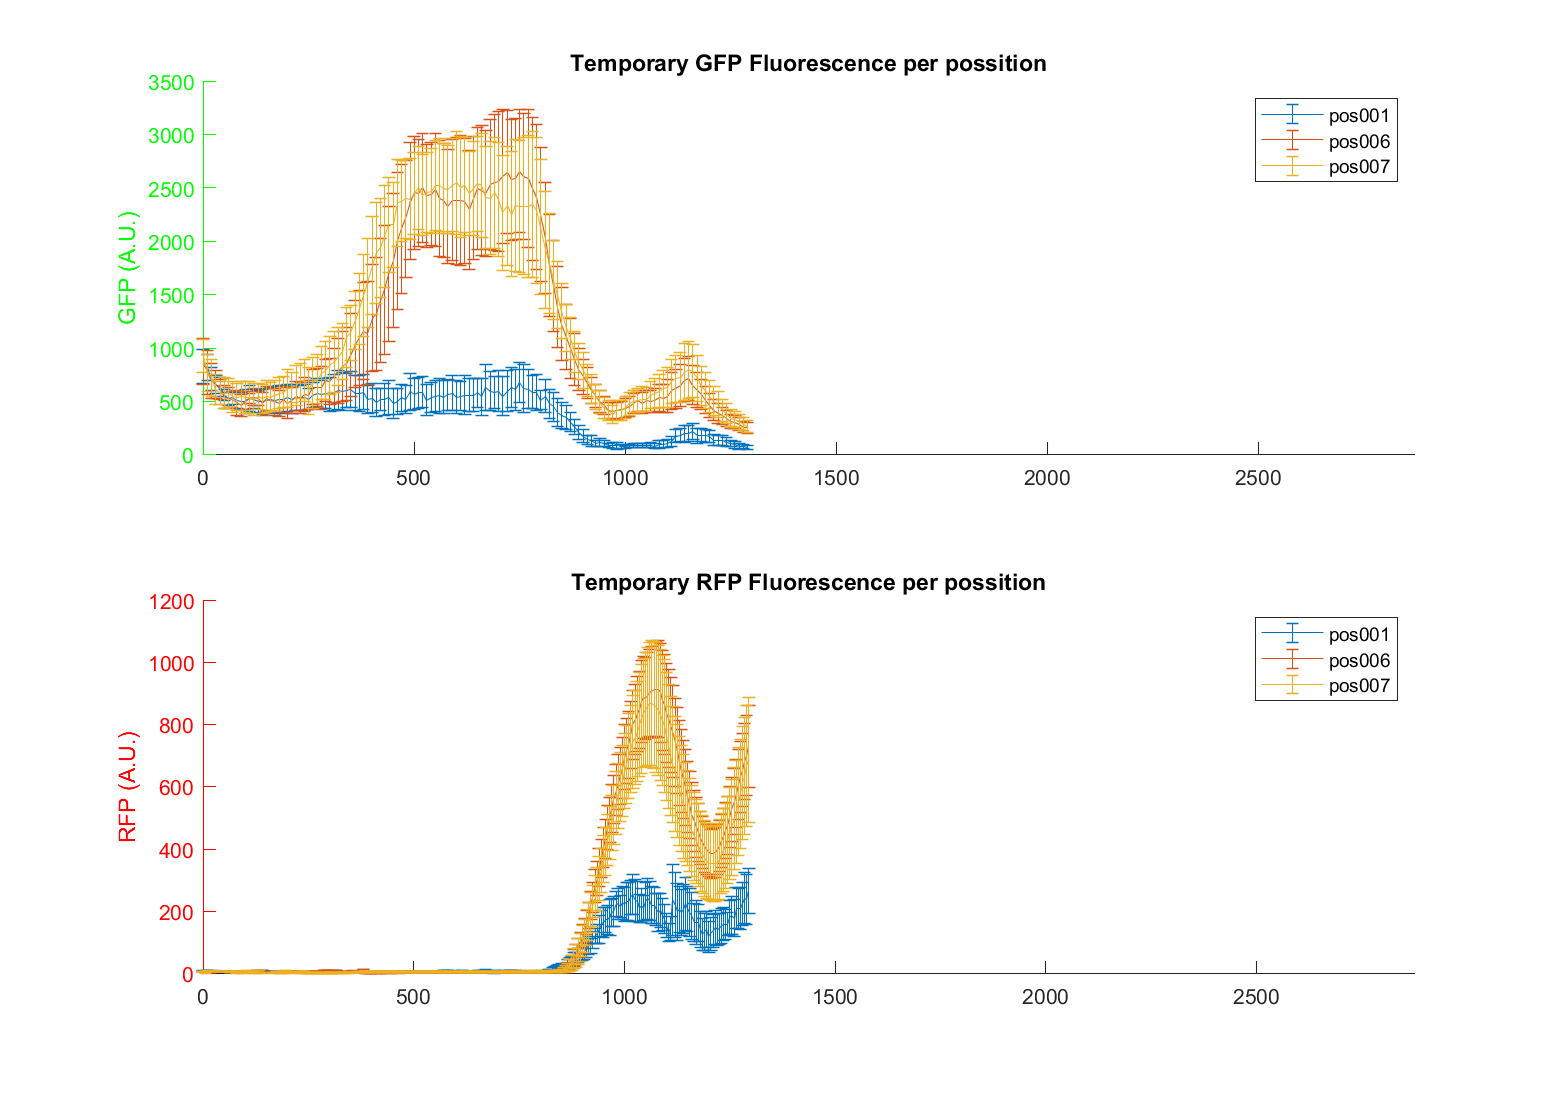 Temporary GFP Fluorescence per possition
3500
3000
2500
2000
1500
1000
500
0
GFP (A.U.)
0 500 1000 1500 2000 2500
pos001
pos006
pos007
Temporary RFP Fluorescence per possition
1200
1000
800
600
400
200
0
RFP (A.U.)
0 500 1000 1500 2000 2500
pos001
pos006
pos007